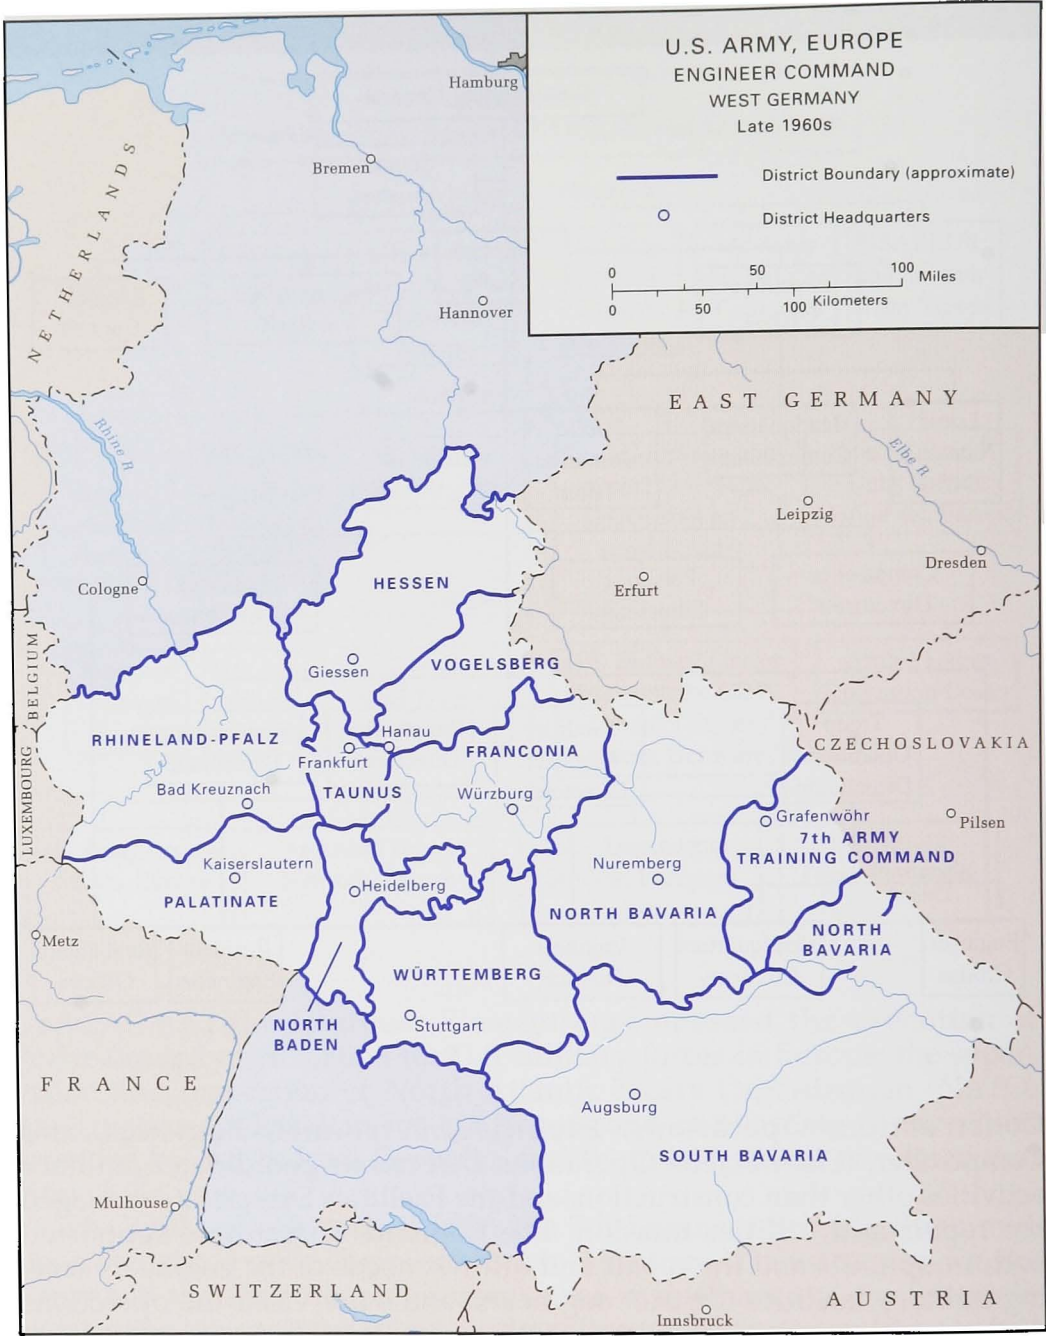 U.S. ARMY, EUROPE
ENGINEER COMMAND
WEST GERMANY
Late 1960s
District Boundary (approximate)
District Headquarters
0 50 100 Miles
0 50 100 Kilometers
Hamburg
Bremen
NETHERLANDS
Hannover
EAST GERMANY
Rhine R
Elbe R
Leipzig
Dresden
Cologne
HESSEN
Erfurt
BELGIUM
Giessen
VOGELSBERG
RHINELAND-PFALZ
Hanau
FRANCONIA
CZECHOSLOVAKIA
Frankfurt
LUXEMBOURG
Bad Kreuznach
TAUNUS
Würzburg
Grafenwöhr
Pilsen
7th ARMY
TRAINING COMMAND
Kaiserslautern
Nuremberg
Heidelberg
PALATINATE
NORTH BAVARIA
NORTH
BAVARIA
Metz
WÜRTTEMBERG
NORTH
BADEN
Stuttgart
FRANCE
Augsburg
SOUTH BAVARIA
Mulhouse
SWITZERLAND
AUSTRIA
Innsbruck